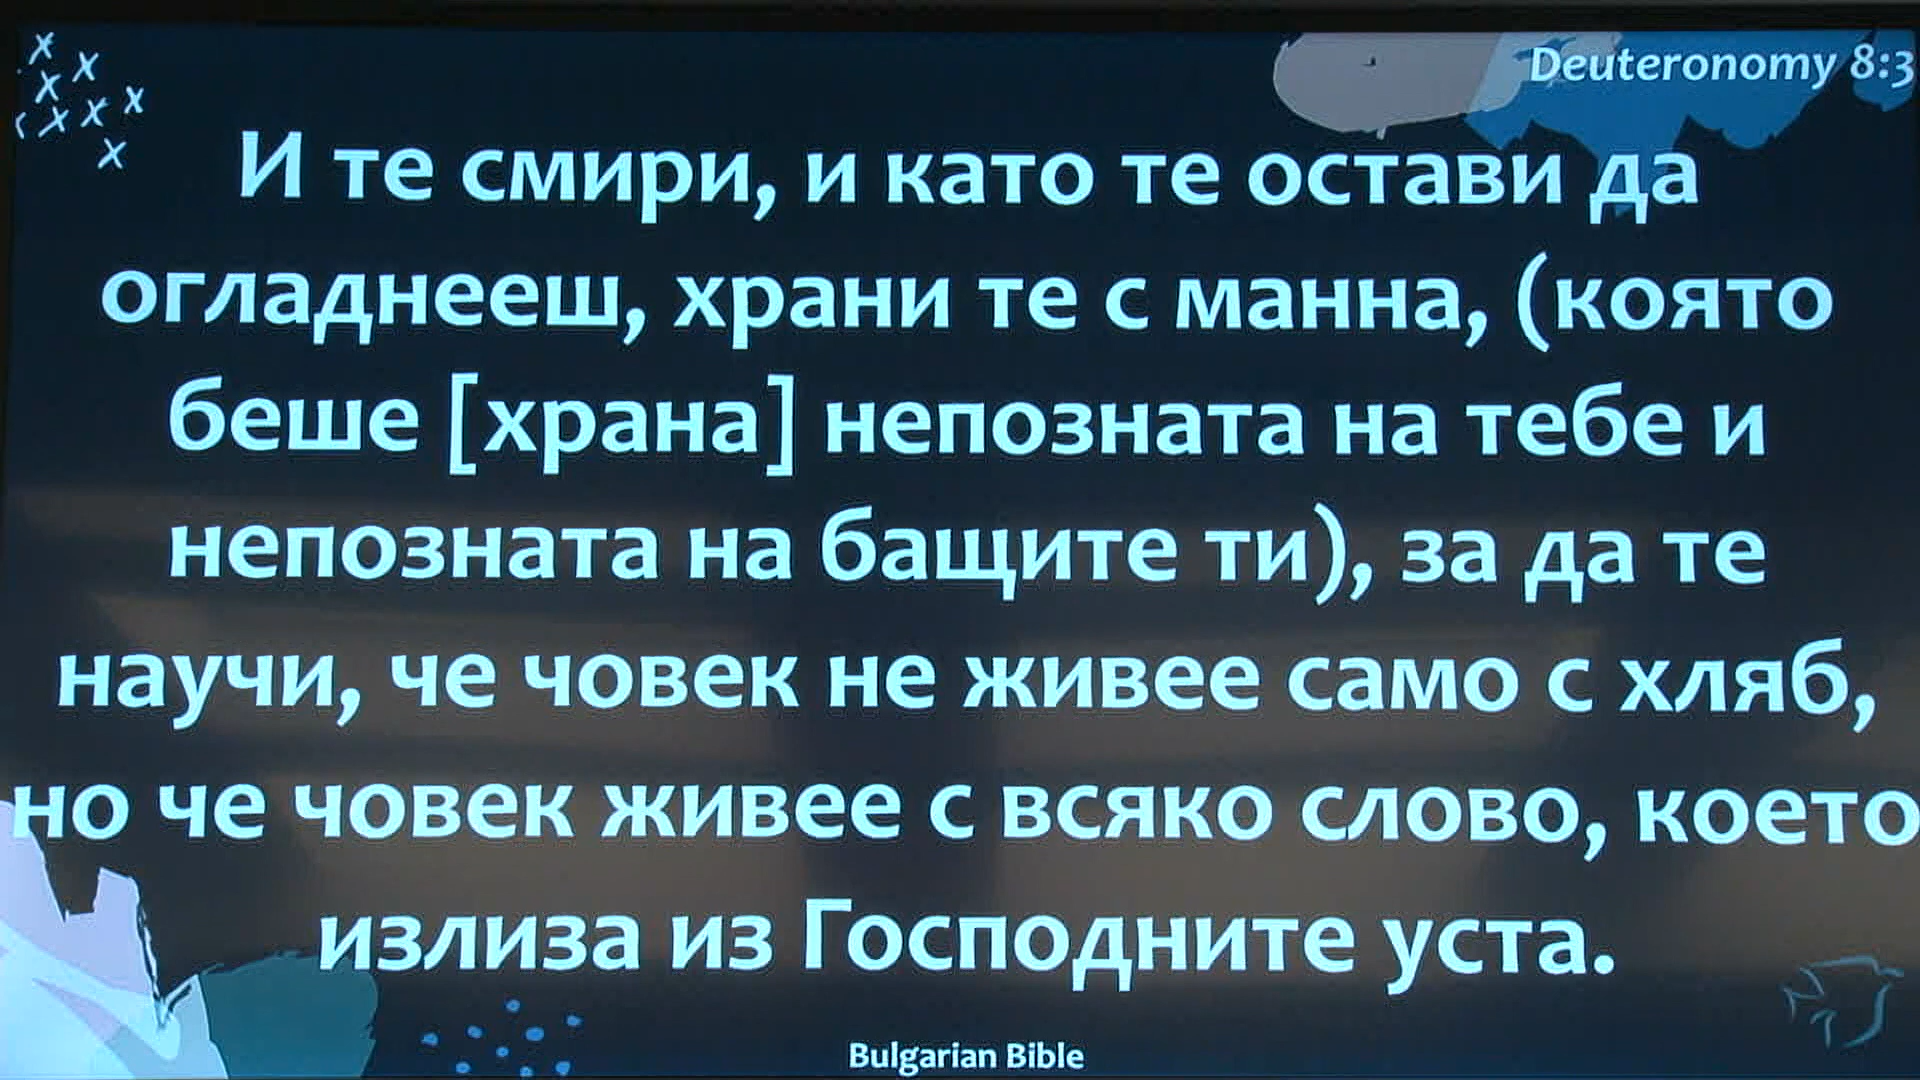 Deuteronomy 8:3
И те смири, и като те остави да
огладнееш, храни те с манна, (която
беше [храна] непозната на тебе и
непозната на бащите ти), за да те
научи, че човек не живее само с хляб,
но че човек живее с всяко слово, което
излиза из Господните уста.
Bulgarian Bible